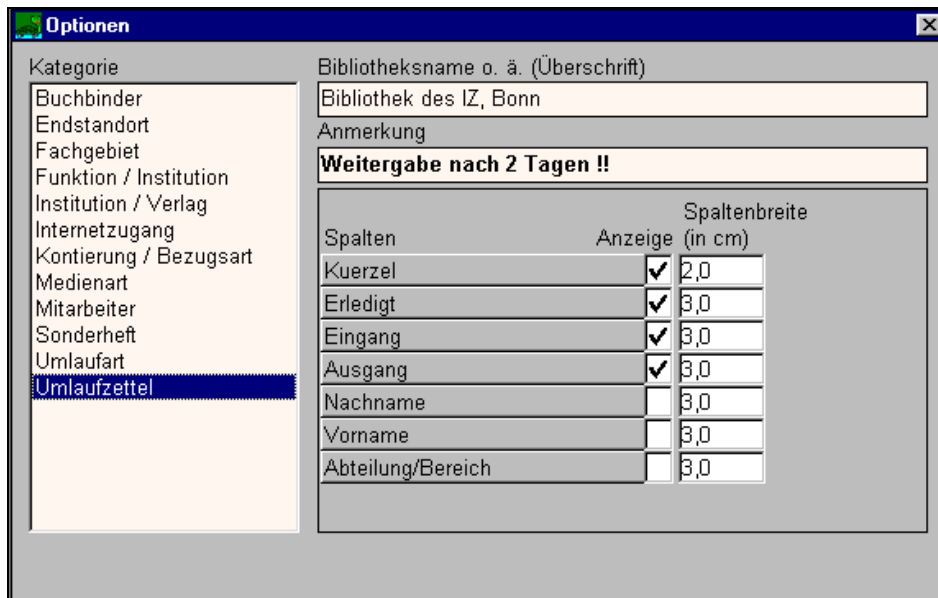 Optionen
Kategorie
Buchbinder
Endstandort
Fachgebiet
Funktion / Institution
Institution / Verlag
Internetzugang
Kontierung / Bezugsart
Medienart
Mitarbeiter
Sonderheft
Umlaufart
Umlaufzettel
Bibliotheksname o. ä. (Überschrift)
Bibliothek des IZ, Bonn
Anmerkung
Weitergabe nach 2 Tagen !!
Spalten Anzeige Spaltenbreite (in cm)
Kuerzel 2,0
Erledigt 3,0
Eingang 3,0
Ausgang 3,0
Nachname 3,0
Vorname 3,0
Abteilung/Bereich 3,0